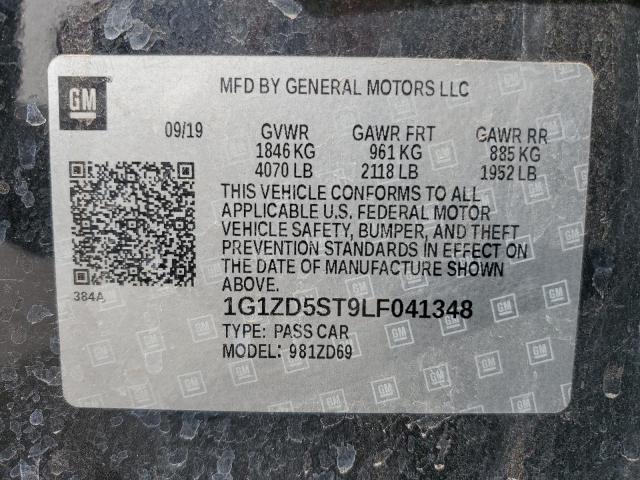 GM
MFD BY GENERAL MOTORS LLC
09/19 GVWR GAWR FRT GAWR RR
1846 KG 961 KG 885 KG
4070 LB 2118 LB 1952 LB
THIS VEHICLE CONFORMS TO ALL
APPLICABLE U.S. FEDERAL MOTOR
VEHICLE SAFETY, BUMPER, AND THEFT
PREVENTION STANDARDS IN EFFECT ON
THE DATE OF MANUFACTURE SHOWN
ABOVE.
384A
1G1ZD5ST9LF041348
TYPE: PASS CAR
MODEL: 981ZD69